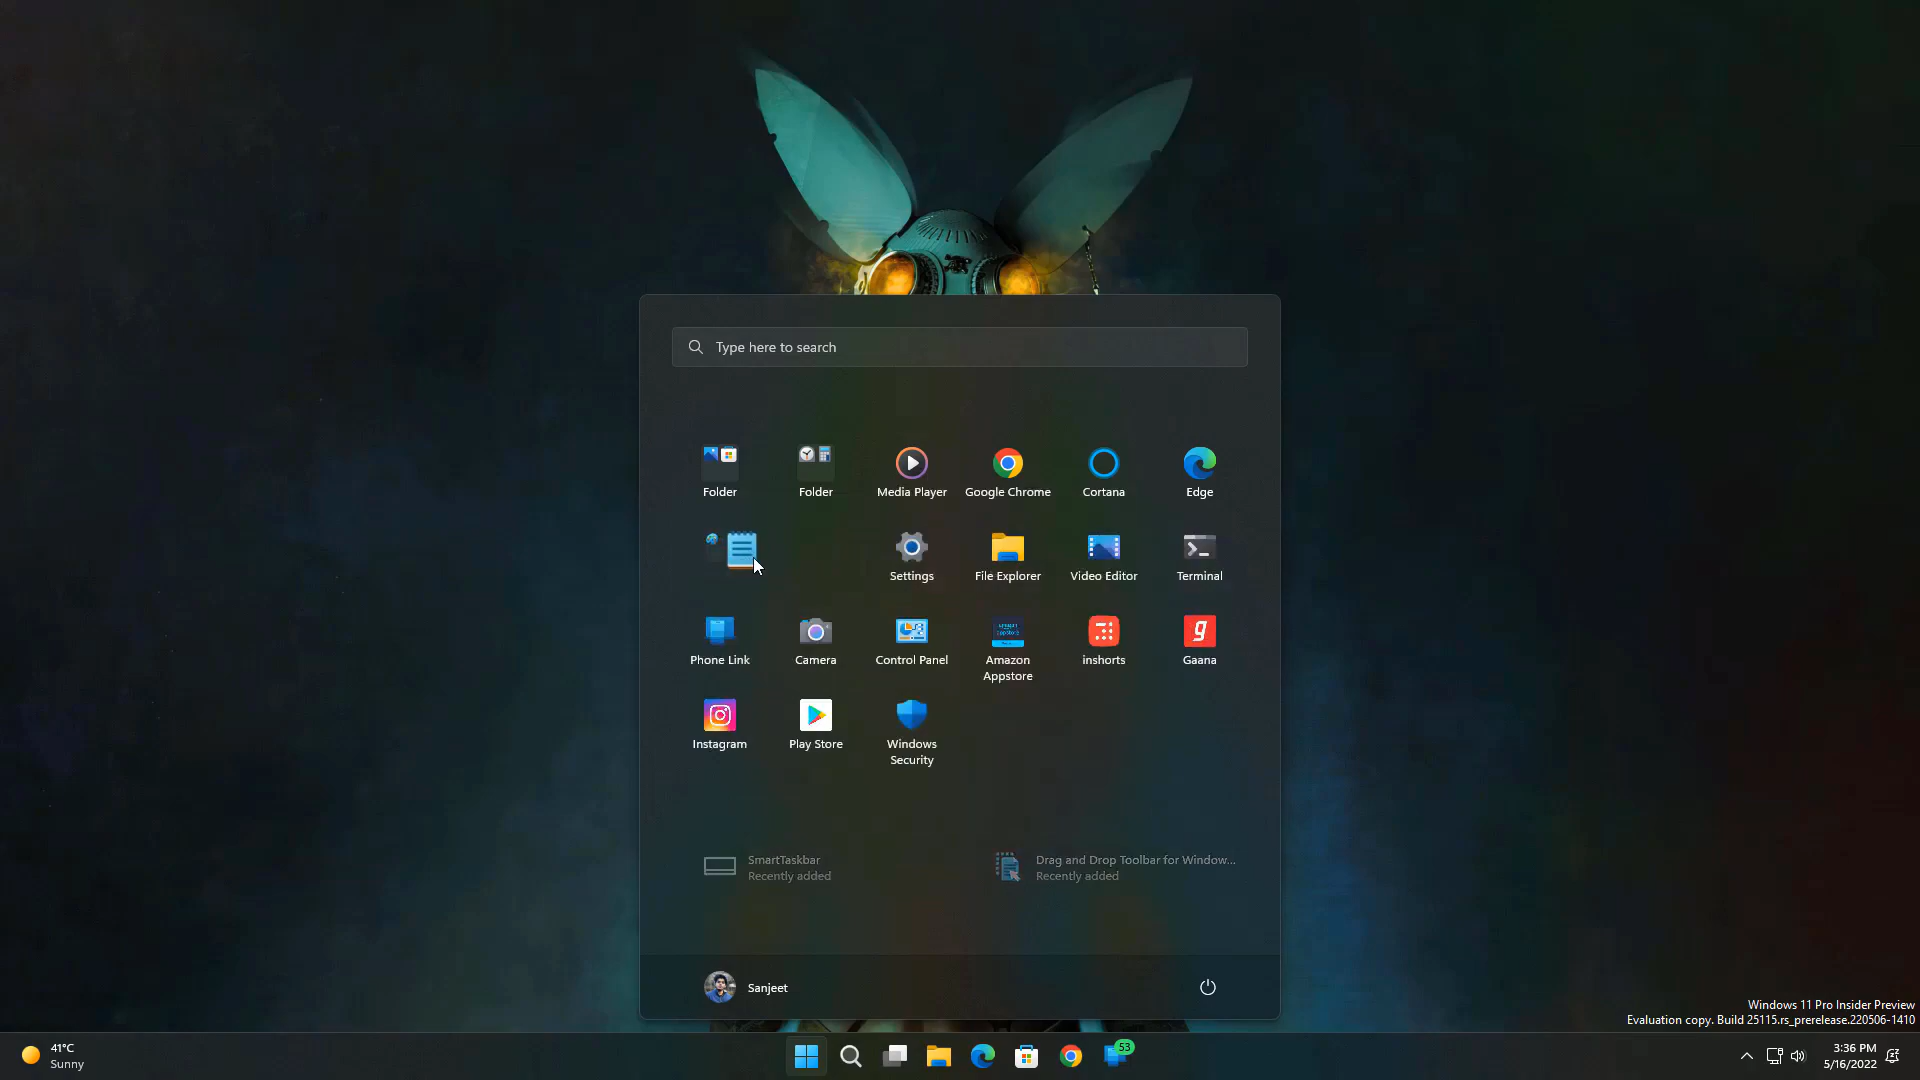 Type here to search
Folder
Folder
Media Player
Google Chrome
Cortana
Edge
Settings
File Explorer
Video Editor
Terminal
Phone Link
Camera
Control Panel
Amazon
Appstore
inshorts
Gaana
Instagram
Play Store
Windows
Security
SmartTaskbar
Recently added
Drag and Drop Toolbar for Window...
Recently added
Sanjeet
Windows 11 Pro Insider Preview
Evaluation copy. Build 25115.rs_prerelease.220506-1410
41°C
Sunny
53
3:36 PM
5/16/2022